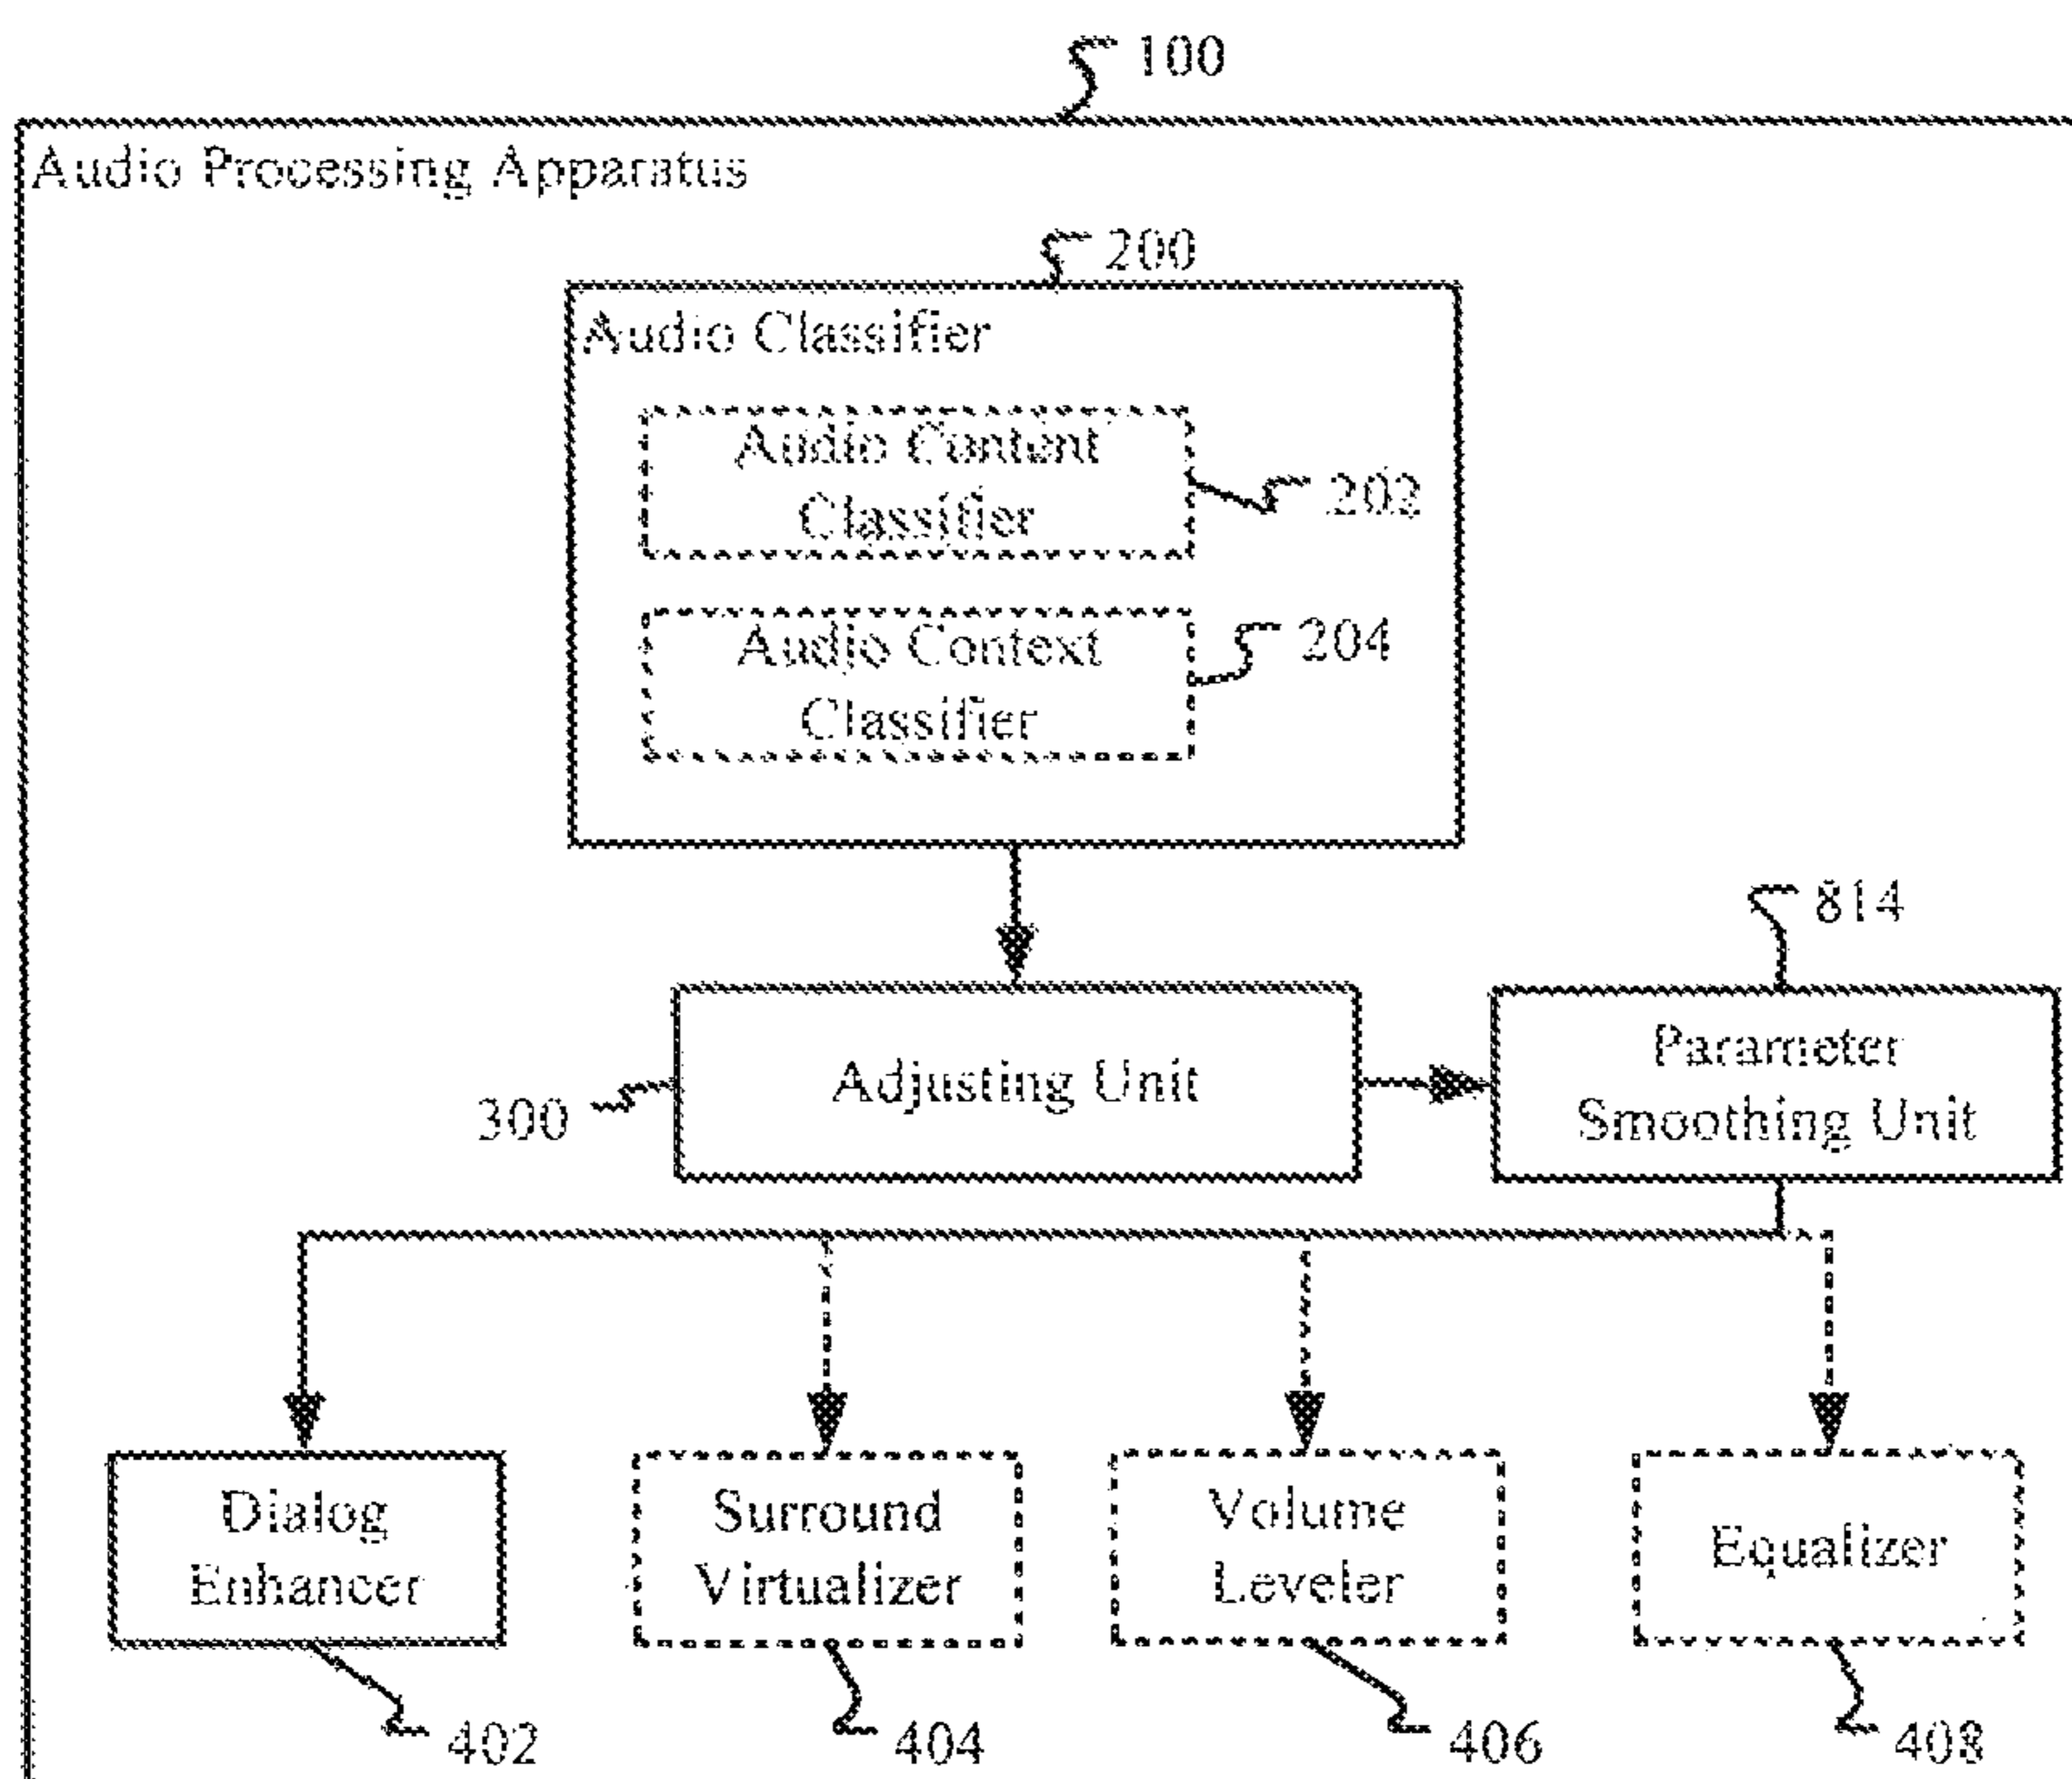 100
Audio Processing Apparatus
200
Audio Classifier
Audio Content
Classifier
202
Audio Context
Classifier
204
814
Adjusting Unit
Parameter
Smoothing Unit
300
Dialog
Enhancer
Surround
Virtualizer
Volume
Leveler
Equalizer
402
404
406
408